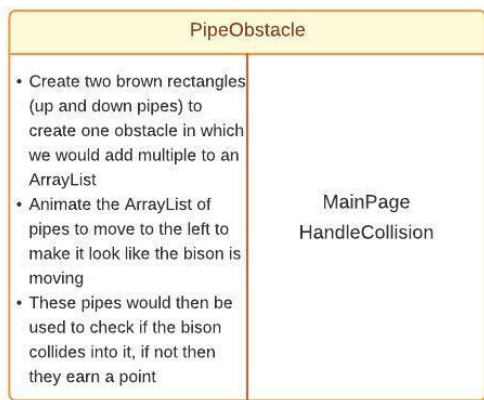 PipeObstacle
• Create two brown rectangles
(up and down pipes) to
create one obstacle in which
we would add multiple to an
ArrayList
• Animate the ArrayList of
pipes to move to the left to
make it look like the bison is
moving
• These pipes would then be
used to check if the bison
collides into it, if not then
they earn a point
MainPage
HandleCollision